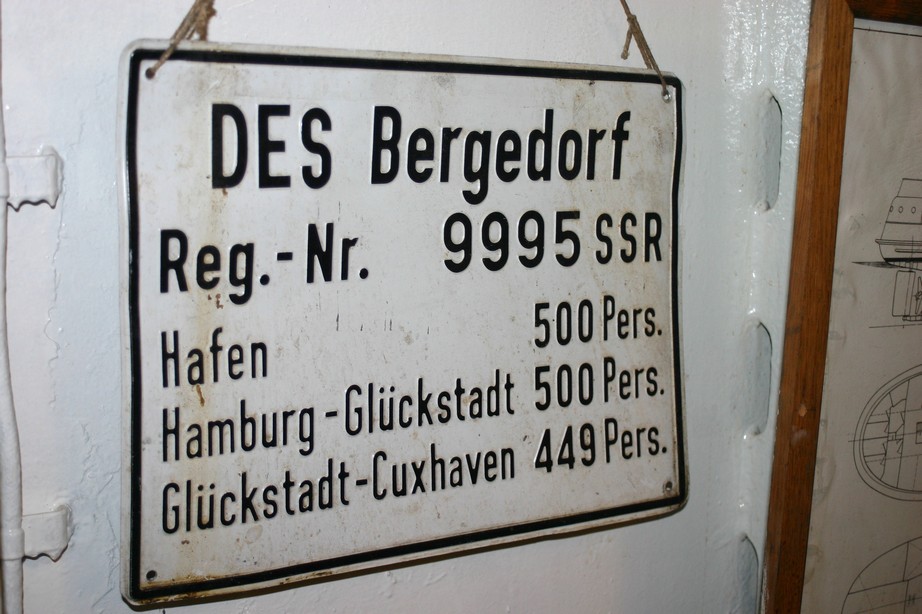 DES Bergedorf
Reg.-Nr. 9995 SSR
Hafen 500 Pers.
Hamburg-Glückstadt 500 Pers.
Glückstadt-Cuxhaven 449 Pers.